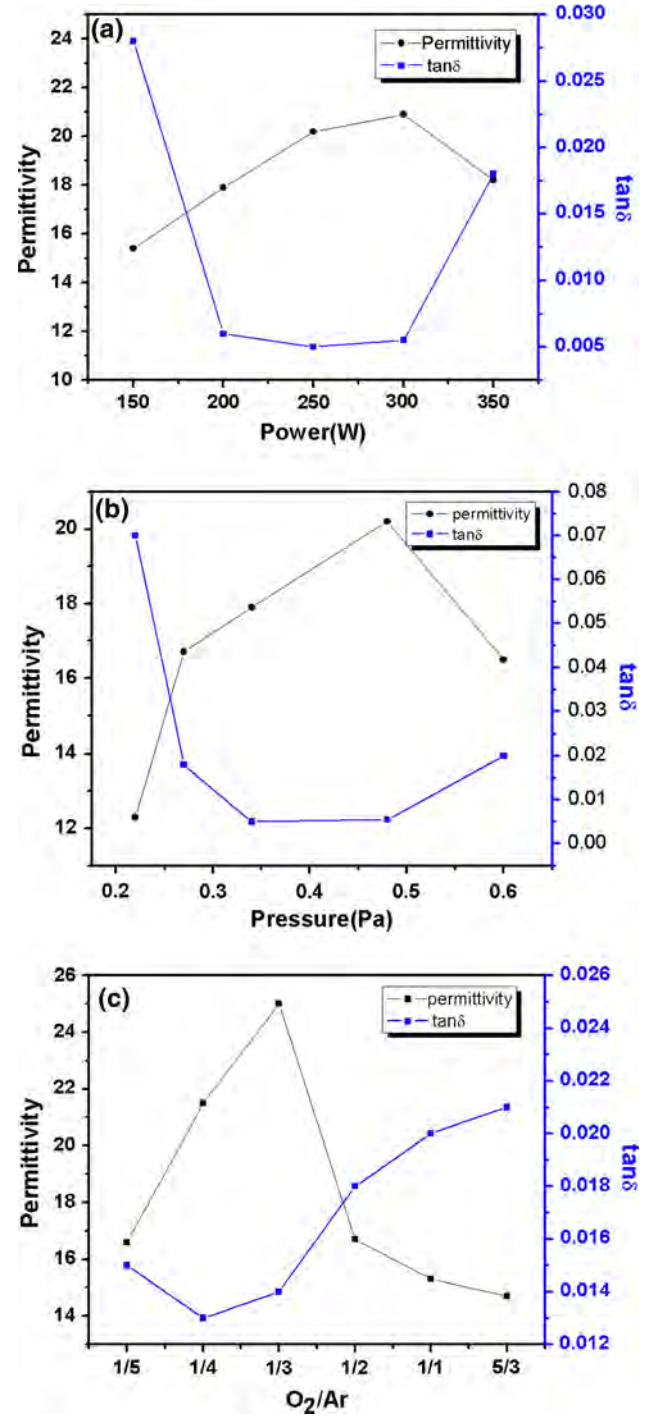 (a)
Permittivity
tanδ
24
22
20
18
16
14
12
10
Permittivity
0.030
0.025
0.020
0.015
0.010
0.005
tanδ
150 200 250 300 350
Power(W)
(b)
permittivity
tanδ
20
18
16
14
12
Permittivity
0.08
0.07
0.06
0.05
0.04
0.03
0.02
0.01
0.00
tanδ
0.2 0.3 0.4 0.5 0.6
Pressure(Pa)
(c)
permittivity
tanδ
26
24
22
20
18
16
14
Permittivity
0.026
0.024
0.022
0.020
0.018
0.016
0.014
0.012
tanδ
1/5 1/4 1/3 1/2 1/1 5/3
O₂/Ar